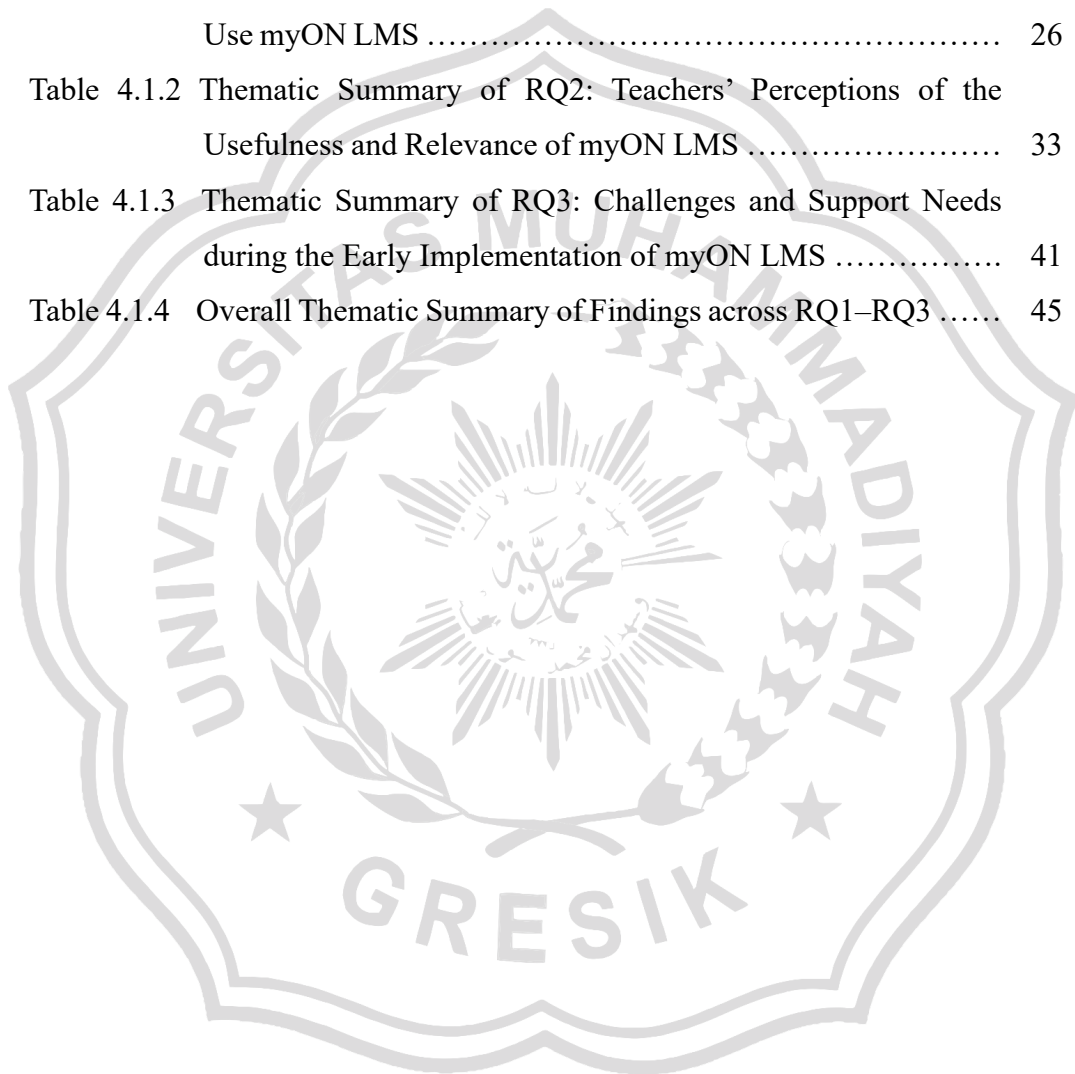 Use myON LMS ………………………………………………. 26
Table 4.1.2 Thematic Summary of RQ2: Teachers’ Perceptions of the
Usefulness and Relevance of myON LMS …………………… 33
Table 4.1.3 Thematic Summary of RQ3: Challenges and Support Needs
during the Early Implementation of myON LMS ……………. 41
Table 4.1.4 Overall Thematic Summary of Findings across RQ1–RQ3 …… 45
UNIVERSITAS MUHAMMADIYAH
GRESIK